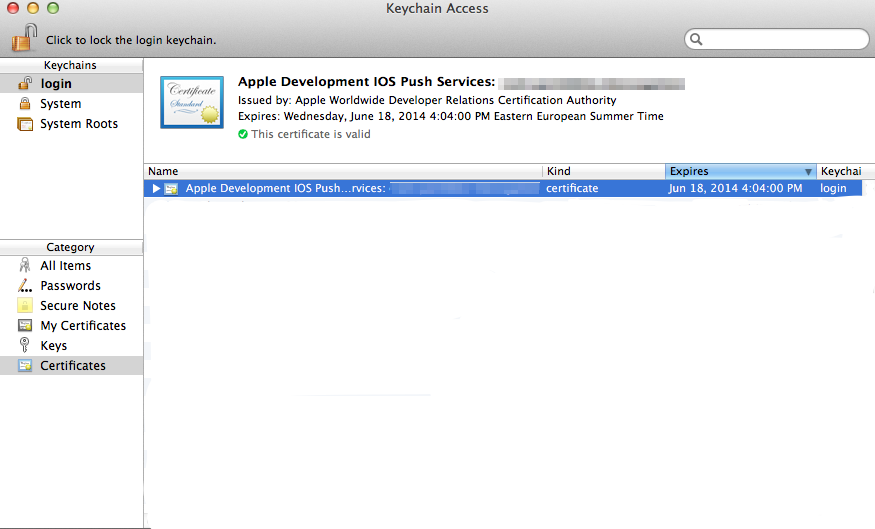 Keychain Access
Click to lock the login keychain.
Keychains
login
System
System Roots
Certificate
Standard
Apple Development IOS Push Services:
Issued by: Apple Worldwide Developer Relations Certification Authority
Expires: Wednesday, June 18, 2014 4:04:00 PM Eastern European Summer Time
This certificate is valid
Name Kind Expires Keychai
Apple Development IOS Push...rvices: certificate Jun 18, 2014 4:04:00 PM login
Category
All Items
Passwords
Secure Notes
My Certificates
Keys
Certificates